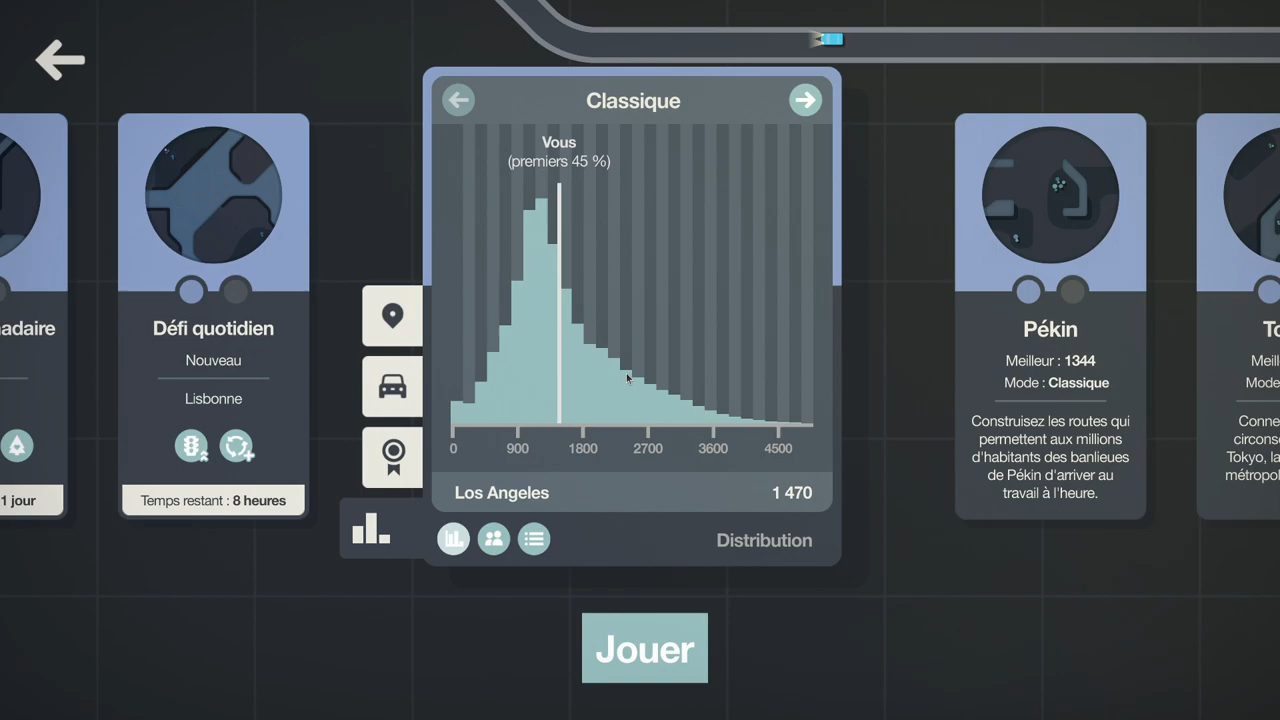 Classique
Vous
(premiers 45 %)
0 900 1800 2700 3600 4500
Los Angeles 1 470
Distribution
adaire
1 jour
Défi quotidien
Nouveau
Lisbonne
Temps restant : 8 heures
Pékin
Meilleur : 1344
Mode : Classique
Construisez les routes qui
permettent aux millions
d'habitants des banlieues
de Pékin d'arriver au
travail à l'heure.
To
Meill
Mode
Conne
circons
Tokyo, la
métropol
Jouer